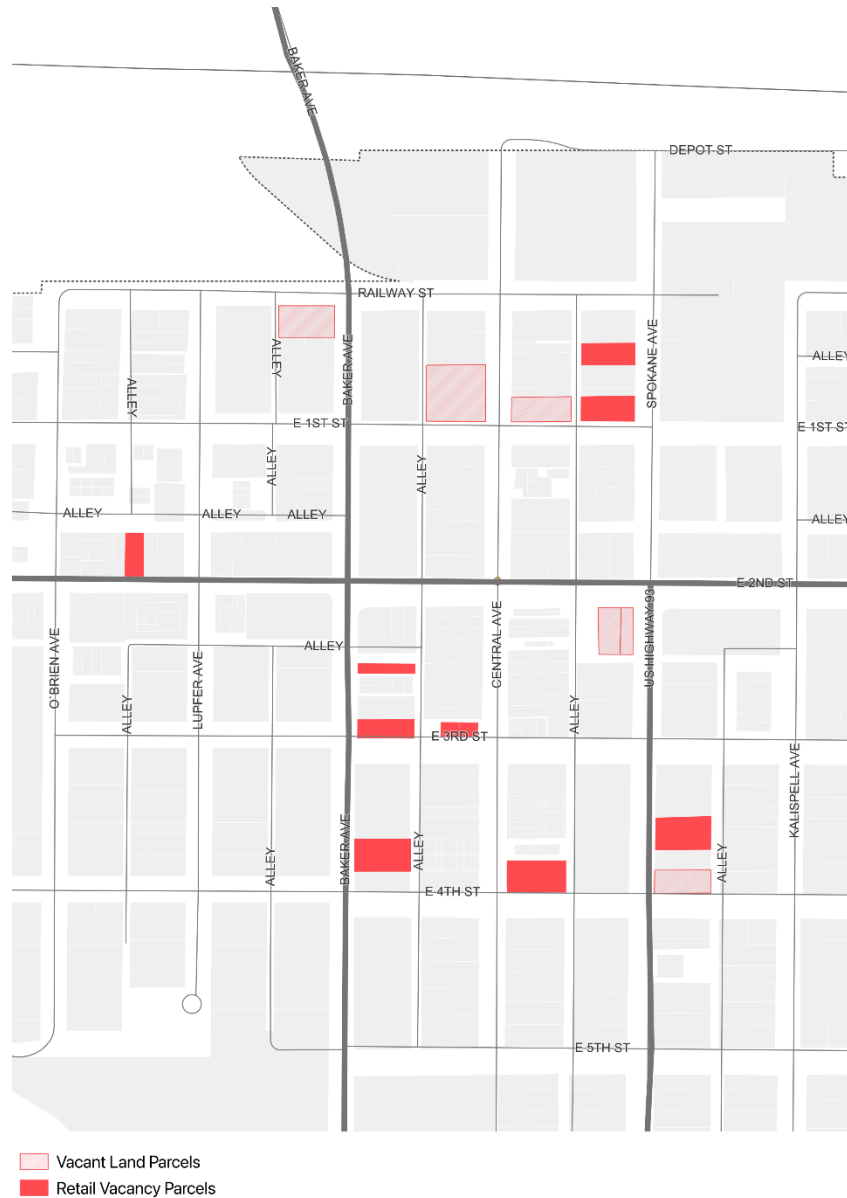 BAKER AVE
DEPOT ST
RAILWAY ST
ALLEY
BAKER AVE
SPOKANE AVE
ALLEY
ALLEY
E 1ST ST
E 1ST ST
ALLEY
ALLEY
ALLEY
ALLEY
ALLEY
ALLEY
E 2ND ST
O'BRIEN AVE
LUPFER AVE
ALLEY
CENTRAL AVE
US HIGHWAY 93
ALLEY
ALLEY
E 3RD ST
KALISPELL AVE
BAKER AVE
ALLEY
ALLEY
ALLEY
E 4TH ST
E 5TH ST
Vacant Land Parcels
Retail Vacancy Parcels